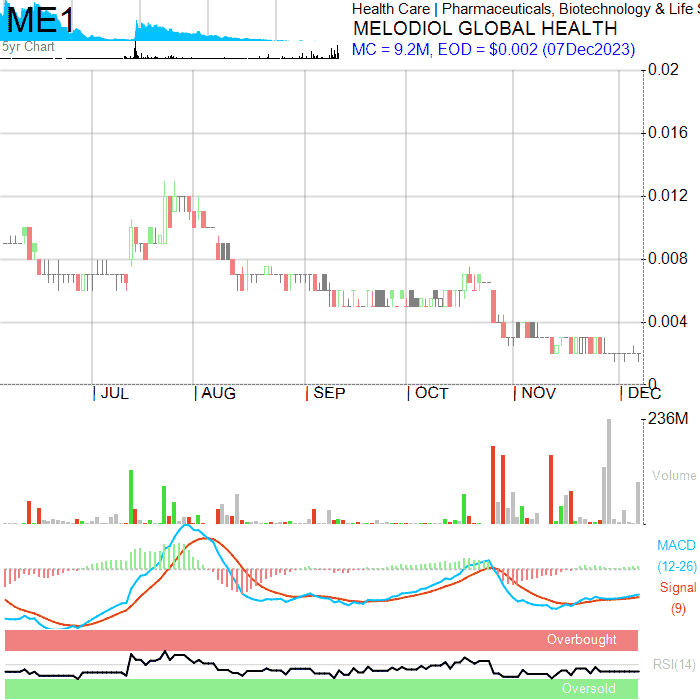 ME1
5yr Chart
Health Care | Pharmaceuticals, Biotechnology & Life S
MELODIOL GLOBAL HEALTH
MC = 9.2M, EOD = $0.002 (07Dec2023)
0.02
0.016
0.012
0.008
0.004
0
JUL AUG SEP OCT NOV DEC
236M
Volume
MACD
(12-26)
Signal
(9)
Overbought
RSI(14)
Oversold